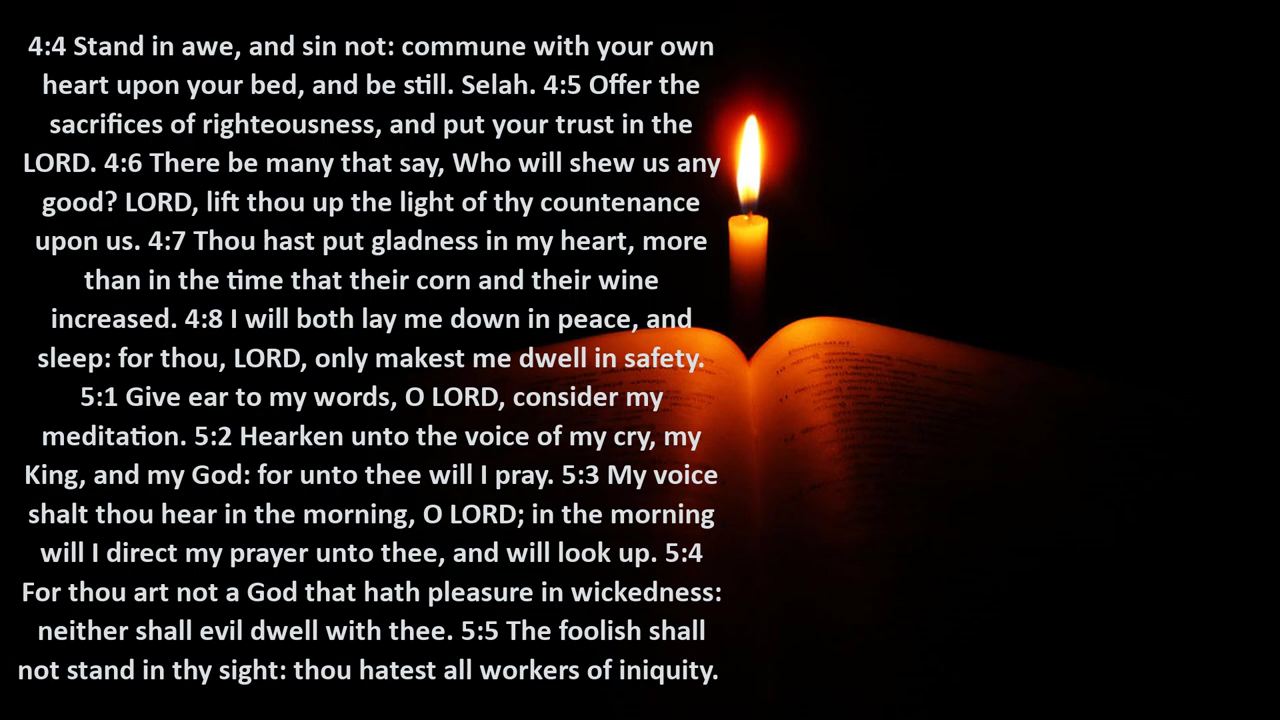 4:4 Stand in awe, and sin not: commune with your own
heart upon your bed, and be still. Selah. 4:5 Offer the
sacrifices of righteousness, and put your trust in the
LORD. 4:6 There be many that say, Who will shew us any
good? LORD, lift thou up the light of thy countenance
upon us. 4:7 Thou hast put gladness in my heart, more
than in the time that their corn and their wine
increased. 4:8 I will both lay me down in peace, and
sleep: for thou, LORD, only makest me dwell in safety.
5:1 Give ear to my words, O LORD, consider my
meditation. 5:2 Hearken unto the voice of my cry, my
King, and my God: for unto thee will I pray. 5:3 My voice
shalt thou hear in the morning, O LORD; in the morning
will I direct my prayer unto thee, and will look up. 5:4
For thou art not a God that hath pleasure in wickedness:
neither shall evil dwell with thee. 5:5 The foolish shall
not stand in thy sight: thou hatest all workers of iniquity.